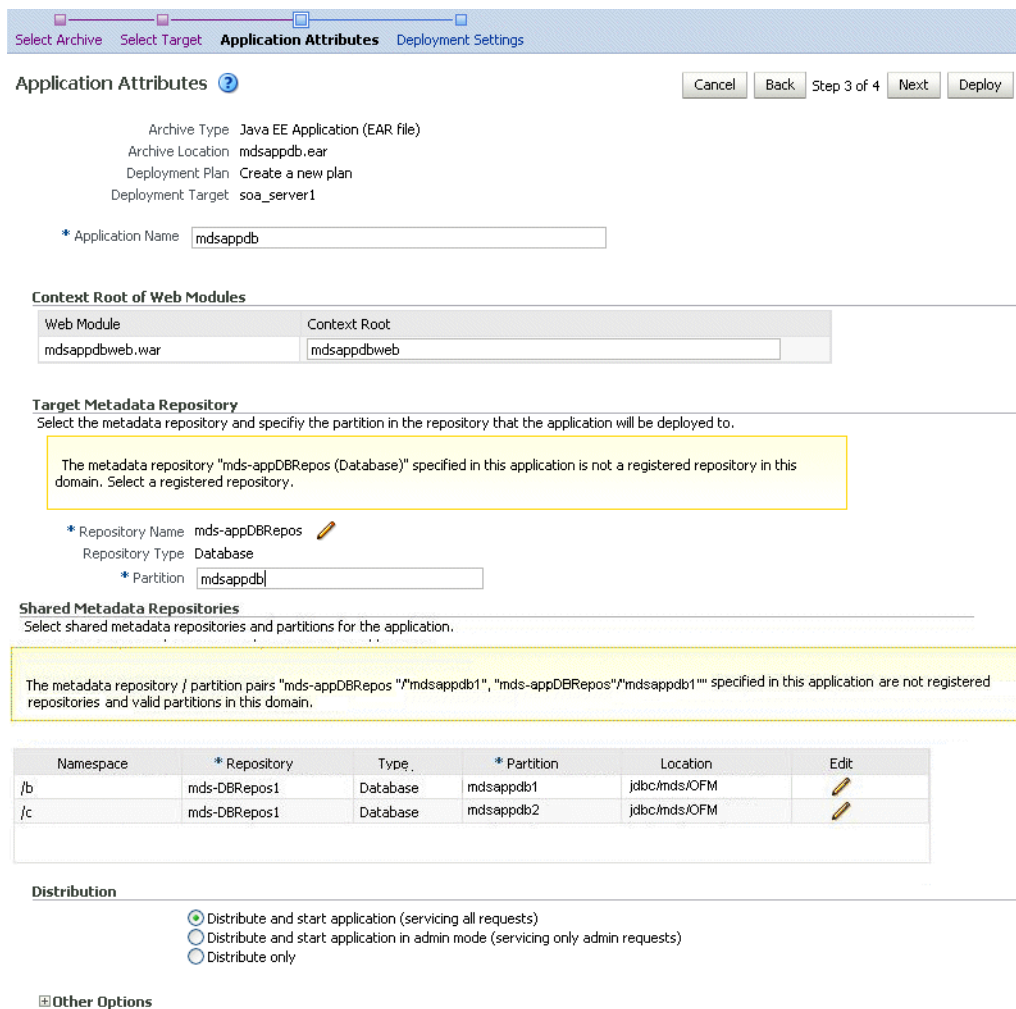 Select Archive Select Target Application Attributes Deployment Settings
Application Attributes ?
Cancel Back Step 3 of 4 Next Deploy
Archive Type Java EE Application (EAR file)
Archive Location mdsappdb.ear
Deployment Plan Create a new plan
Deployment Target soa_server1
* Application Name mdsappdb
Context Root of Web Modules
Web Module Context Root
mdsappdbweb.war mdsappdbweb
Target Metadata Repository
Select the metadata repository and specifiy the partition in the repository that the application will be deployed to.
The metadata repository "mds-appDBRepos (Database)" specified in this application is not a registered repository in this
domain. Select a registered repository.
* Repository Name mds-appDBRepos
Repository Type Database
* Partition mdsappdb
Shared Metadata Repositories
Select shared metadata repositories and partitions for the application.
The metadata repository / partition pairs "mds-appDBRepos "/"mdsappdb1", "mds-appDBRepos"/"mdsappdb1"" specified in this application are not registered
repositories and valid partitions in this domain.
Namespace * Repository Type * Partition Location Edit
/b mds-DBRepos1 Database mdsappdb1 jdbc/mds/OFM
/c mds-DBRepos1 Database mdsappdb2 jdbc/mds/OFM
Distribution
Distribute and start application (servicing all requests)
Distribute and start application in admin mode (servicing only admin requests)
Distribute only
Other Options